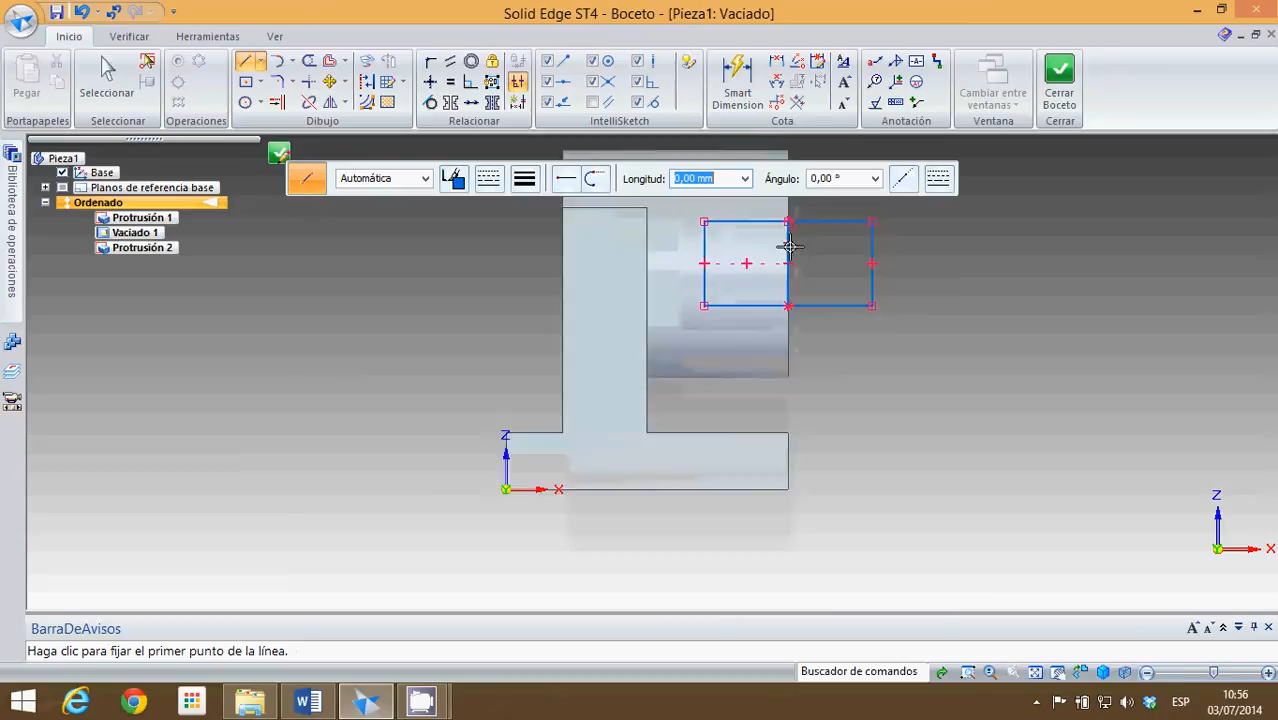 Solid Edge ST4 - Boceto - [Pieza1: Vaciado]
Inicio Verificar Herramientas Ver
Pegar
Seleccionar
Smart
Dimension
Cambiar entre
ventanas
Cerrar
Boceto
Portapapeles Seleccionar Operaciones Dibujo Relacionar IntelliSketch Cota Anotación Ventana Cerrar
Biblioteca de operaciones
Pieza1
Base
Planos de referencia base
Ordenado
Protrusión 1
Vaciado 1
Protrusión 2
Automática Longitud: 0,00 mm Ángulo: 0,00 °
Z
X
Z
X
BarraDeAvisos
Haga clic para fijar el primer punto de la línea.
Buscador de comandos
ESP
10:56
03/07/2014